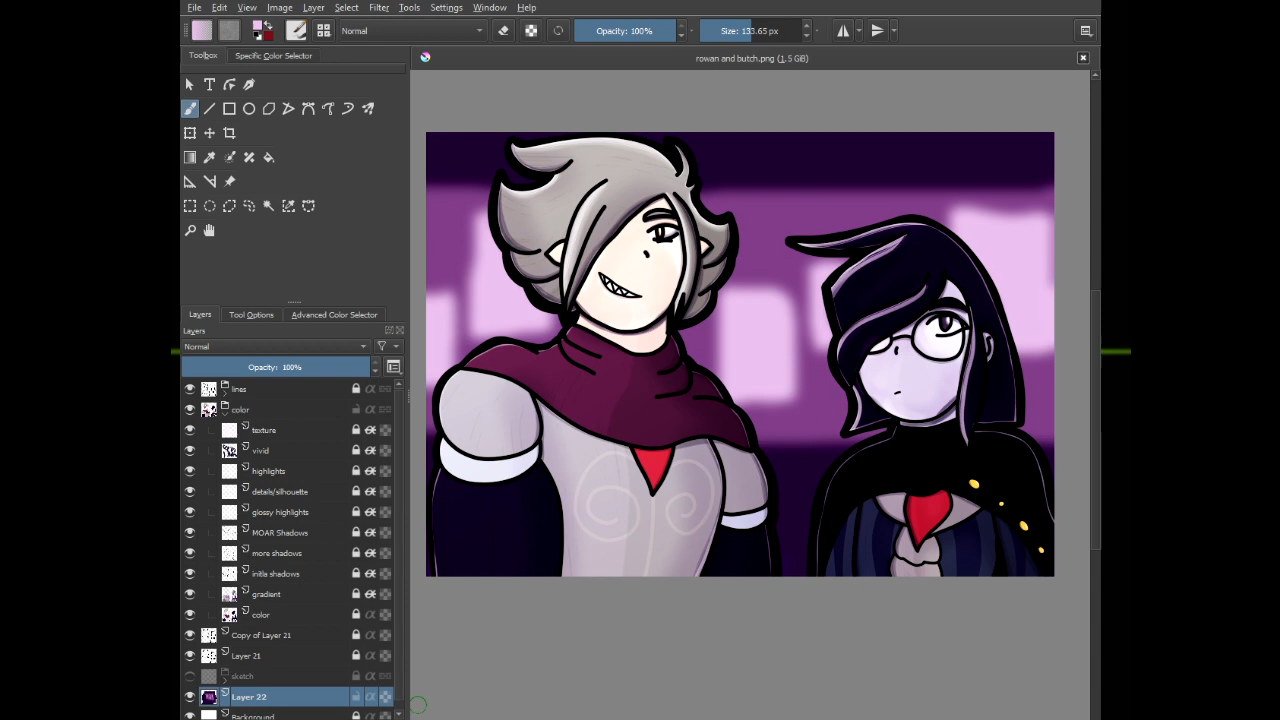 File Edit View Image Layer Select Filter Tools Settings Window Help
Normal Opacity: 100% Size: 133.65 px
Toolbox Specific Color Selector
rowan and butch.png (1.5 GiB)
Layers Tool Options Advanced Color Selector
Layers
Normal
Opacity: 100%
lines
color
texture
vivid
highlights
details/silhouette
glossy highlights
MOAR Shadows
more shadows
initla shadows
gradient
color
Copy of Layer 21
Layer 21
sketch
Layer 22
Background